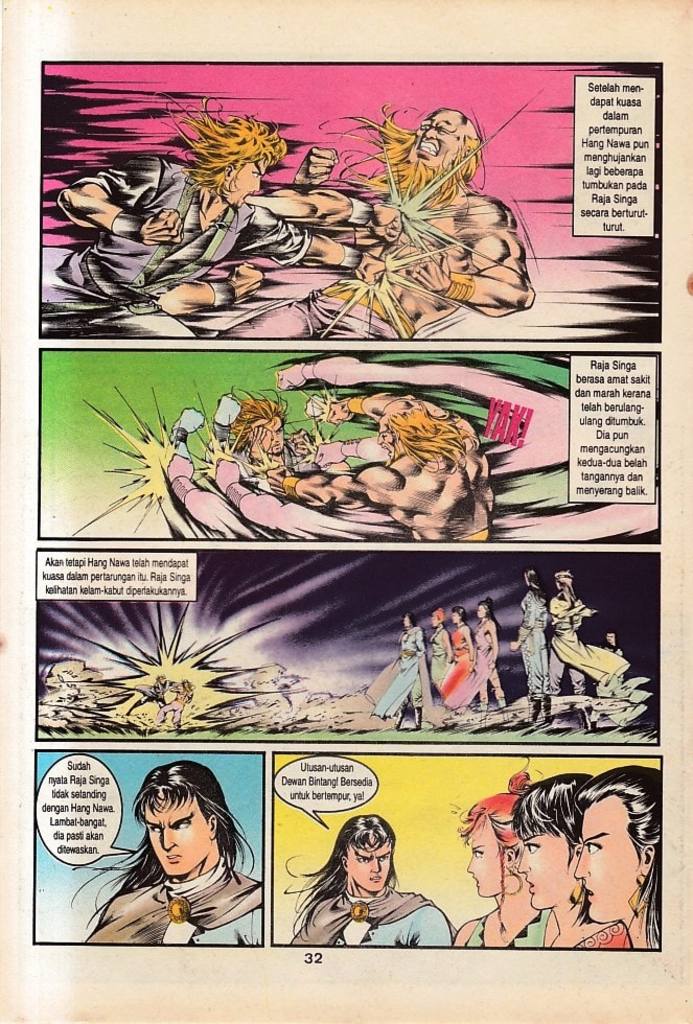 Setelah men-
dapat kuasa
dalam
pertempuran
Hang Nawa pun
menghujankan
lagi beberapa
tumbukan pada
Raja Singa
secara berturut-
turut.
Raja Singa
berasa amat sakit
dan marah kerana
telah berulang-
ulang ditumbuk.
Dia pun
mengacungkan
kedua-dua belah
tangannya dan
menyerang balik.
YAK!
Akan tetapi Hang Nawa telah mendapat
kuasa dalam pertarungan itu. Raja Singa
kelihatan kelam-kabut diperlakukannya.
Sudah
nyata Raja Singa
tidak setanding
dengan Hang Nawa.
Lambat-bangat,
dia pasti akan
ditewaskan.
Utusan-utusan
Dewan Bintang! Bersedia
untuk bertempur, ya!
32